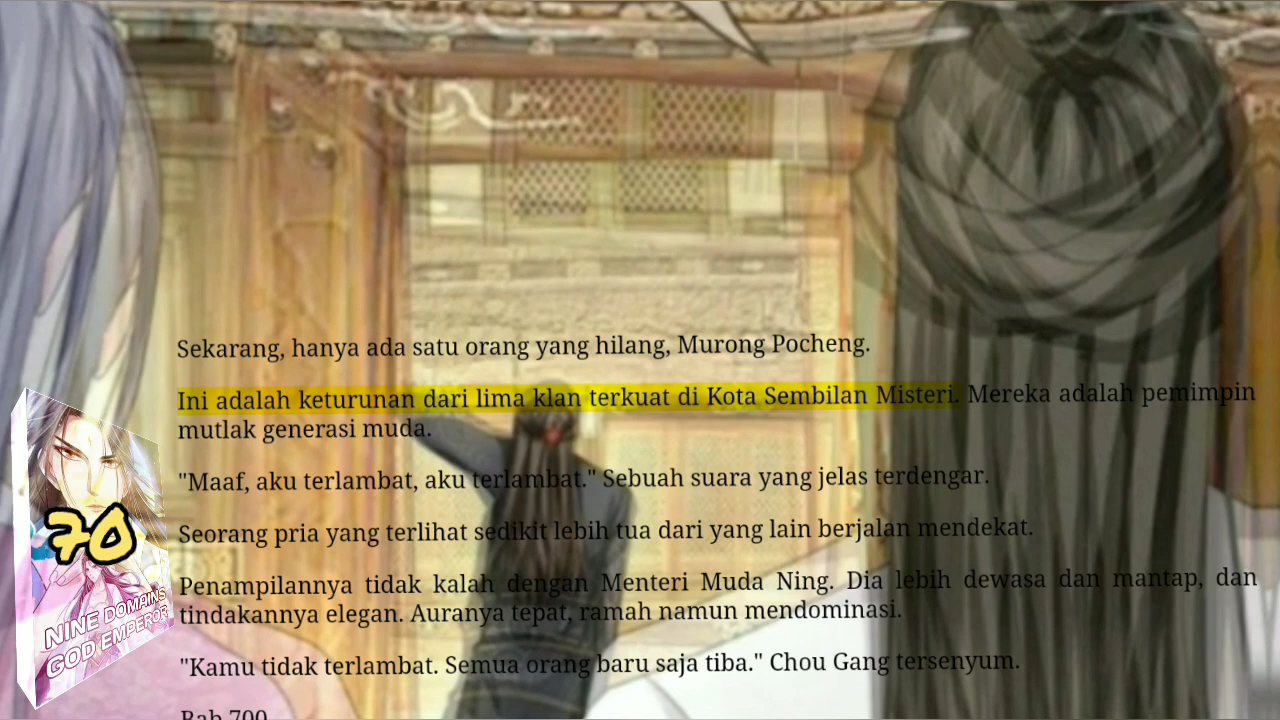 Sekarang, hanya ada satu orang yang hilang, Murong Pocheng.
Ini adalah keturunan dari lima klan terkuat di Kota Sembilan Misteri. Mereka adalah pemimpin
mutlak generasi muda.
"Maaf, aku terlambat, aku terlambat." Sebuah suara yang jelas terdengar.
Seorang pria yang terlihat sedikit lebih tua dari yang lain berjalan mendekat.
Penampilannya tidak kalah dengan Menteri Muda Ning. Dia lebih dewasa dan mantap, dan
tindakannya elegan. Auranya tepat, ramah namun mendominasi.
"Kamu tidak terlambat. Semua orang baru saja tiba." Chou Gang tersenyum.
Bab 700
70
NINE DOMAINS
GOD EMPEROR